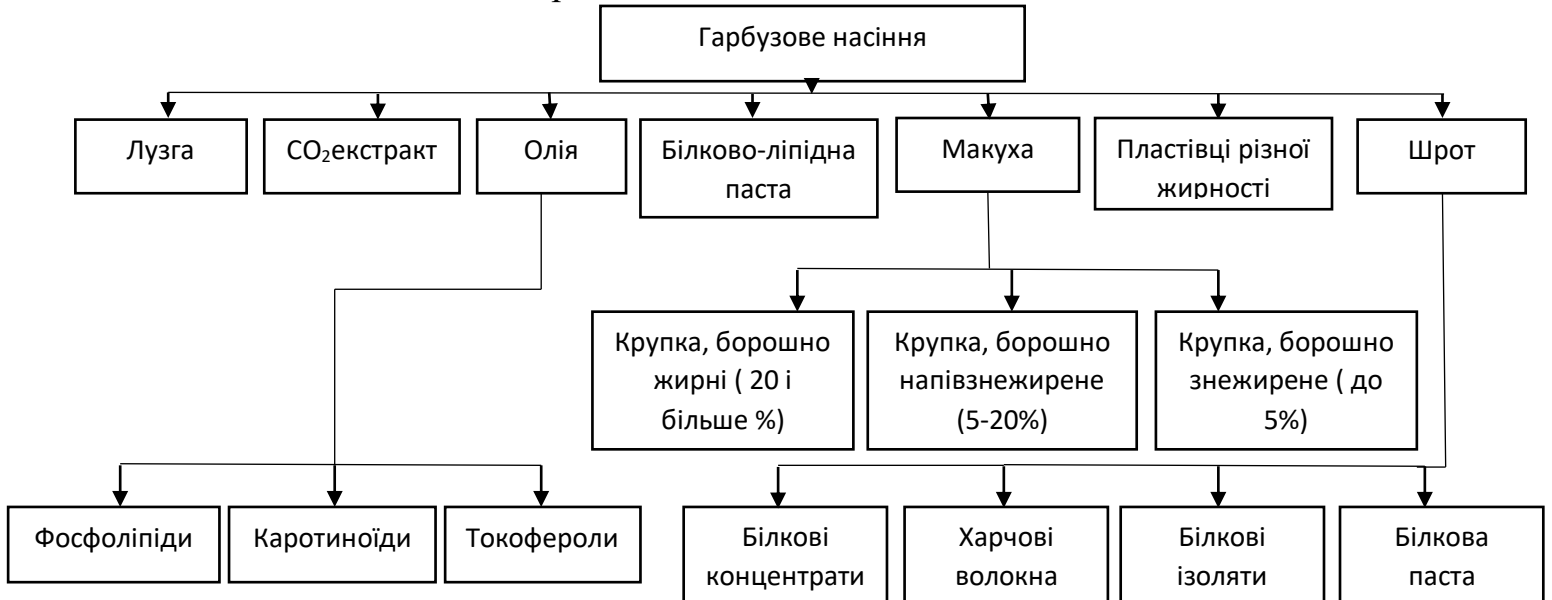 Гарбузове насіння
Лузга
CO₂екстракт
Олія
Білково-ліпідна
паста
Макуха
Пластівці різної
жирності
Шрот
Крупка, борошно
жирні ( 20 і
більше %)
Крупка, борошно
напівзнежирене
(5-20%)
Крупка, борошно
знежирене ( до
5%)
Фосфоліпіди
Каротиноїди
Токофероли
Білкові
концентрати
Харчові
волокна
Білкові
ізоляти
Білкова
паста